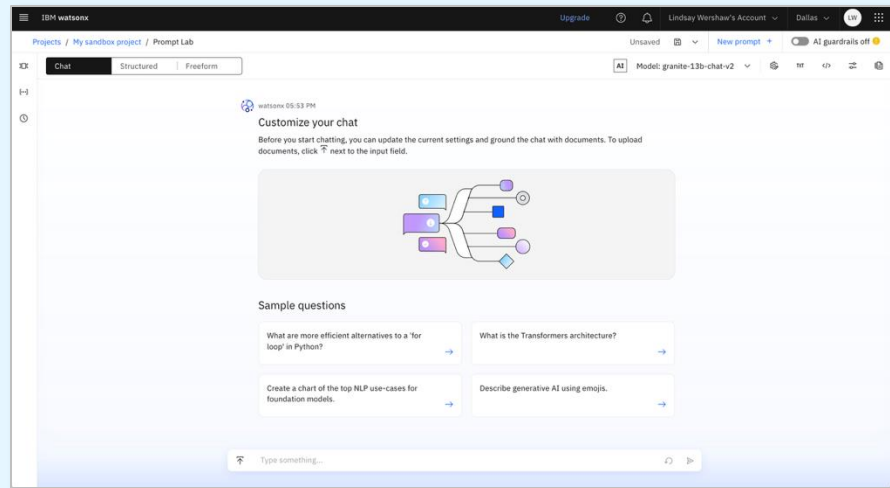 IBM watsonx
Upgrade
Lindsay Wershaw's Account
Dallas
LW
Projects / My sandbox project / Prompt Lab
Unsaved
New prompt +
AI guardrails off
Chat
Structured
Freeform
AI
Model: granite-13b-chat-v2
watsonx 05:53 PM
Customize your chat
Before you start chatting, you can update the current settings and ground the chat with documents. To upload
documents, click next to the input field.
Sample questions
What are more efficient alternatives to a 'for
loop' in Python?
What is the Transformers architecture?
Create a chart of the top NLP use-cases for
foundation models.
Describe generative AI using emojis.
Type something...